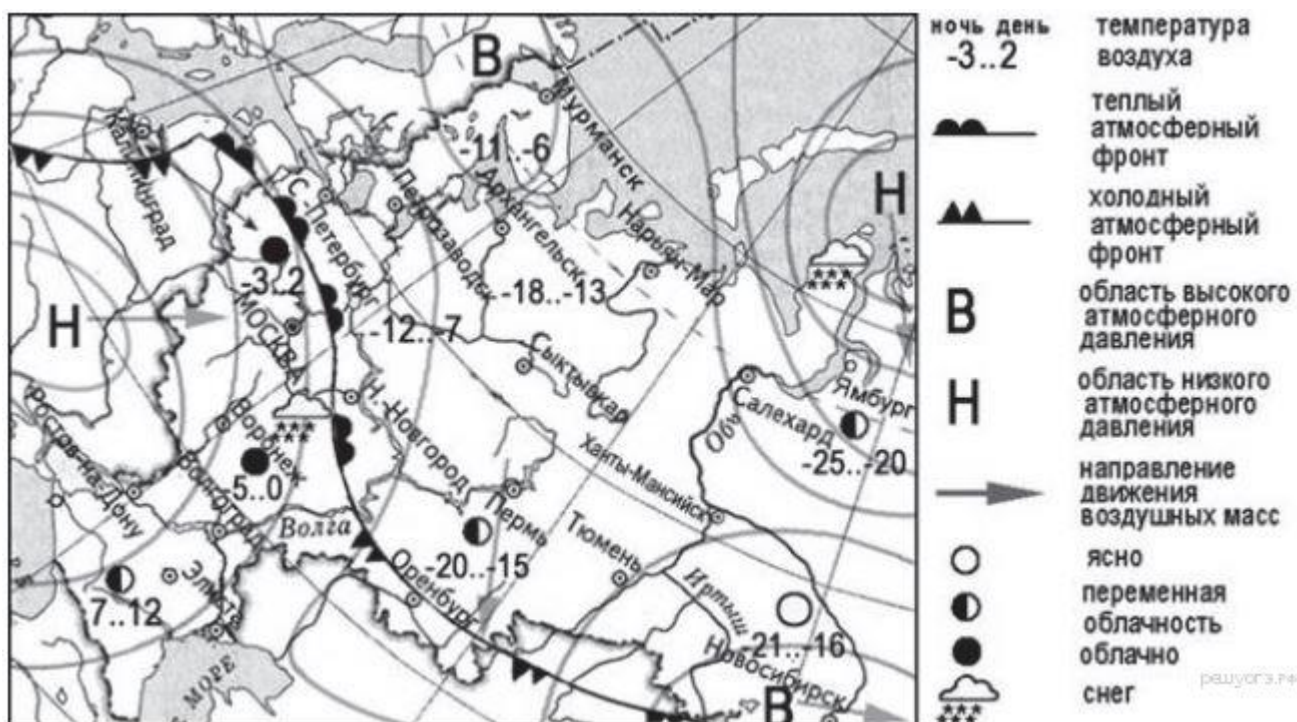 В
Мурманск
-11..-6
Калининград
С.-Петербург
Петрозаводск
Архангельск
Нарьян-Мар
Н
-3..2
-18..-13
-12..-7
Н
МОСКВА
Сыктывкар
Салехард
Ямбург
Обь
-25..-20
Воронеж
Н.-Новгород
Ханты-Мансийск
Ростов-на-Дону
Волгоград
-5..0
Волга
Пермь
Тюмень
-20..-15
Оренбург
Иртыш
Элиста
7..12
-21..-16
Новосибирск
МОРЕ
В
ночь день
-3..2
температура
воздуха
теплый
атмосферный
фронт
холодный
атмосферный
фронт
В
область высокого
атмосферного
давления
Н
область низкого
атмосферного
давления
направление
движения
воздушных масс
ясно
переменная
облачность
облачно
снег
решуогэ.рф